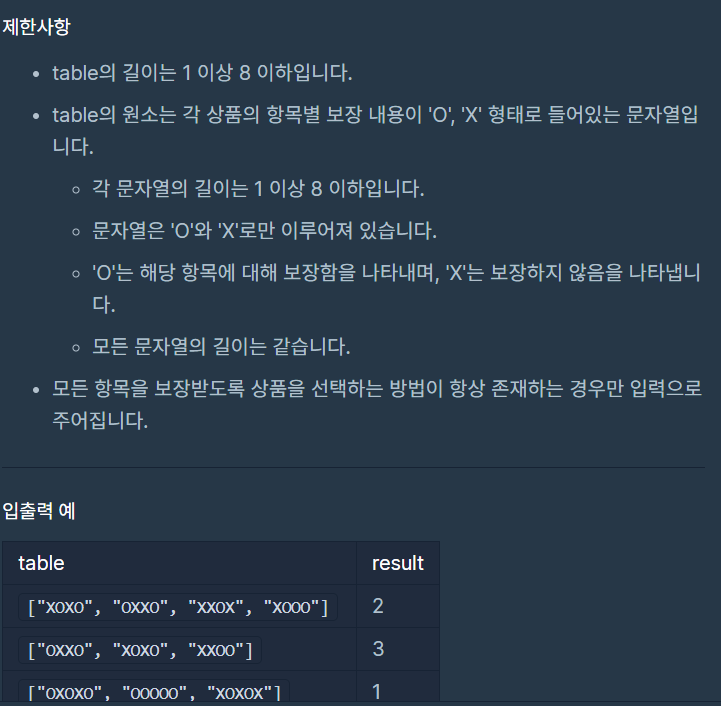 제한사항
• table의 길이는 1 이상 8 이하입니다.
• table의 원소는 각 상품의 항목별 보장 내용이 'O', 'X' 형태로 들어있는 문자열입
니다.
◦ 각 문자열의 길이는 1 이상 8 이하입니다.
◦ 문자열은 'O'와 'X'로만 이루어져 있습니다.
◦ 'O'는 해당 항목에 대해 보장함을 나타내며, 'X'는 보장하지 않음을 나타냅니
다.
◦ 모든 문자열의 길이는 같습니다.
• 모든 항목을 보장받도록 상품을 선택하는 방법이 항상 존재하는 경우만 입력으로
주어집니다.
입출력 예
table result
["XOXO", "OXXO", "XXOX", "XOOO"] 2
["OXXO", "XOXO", "XXOO"] 3
["OXOXO", "OOOOO", "XOXOX"] 1